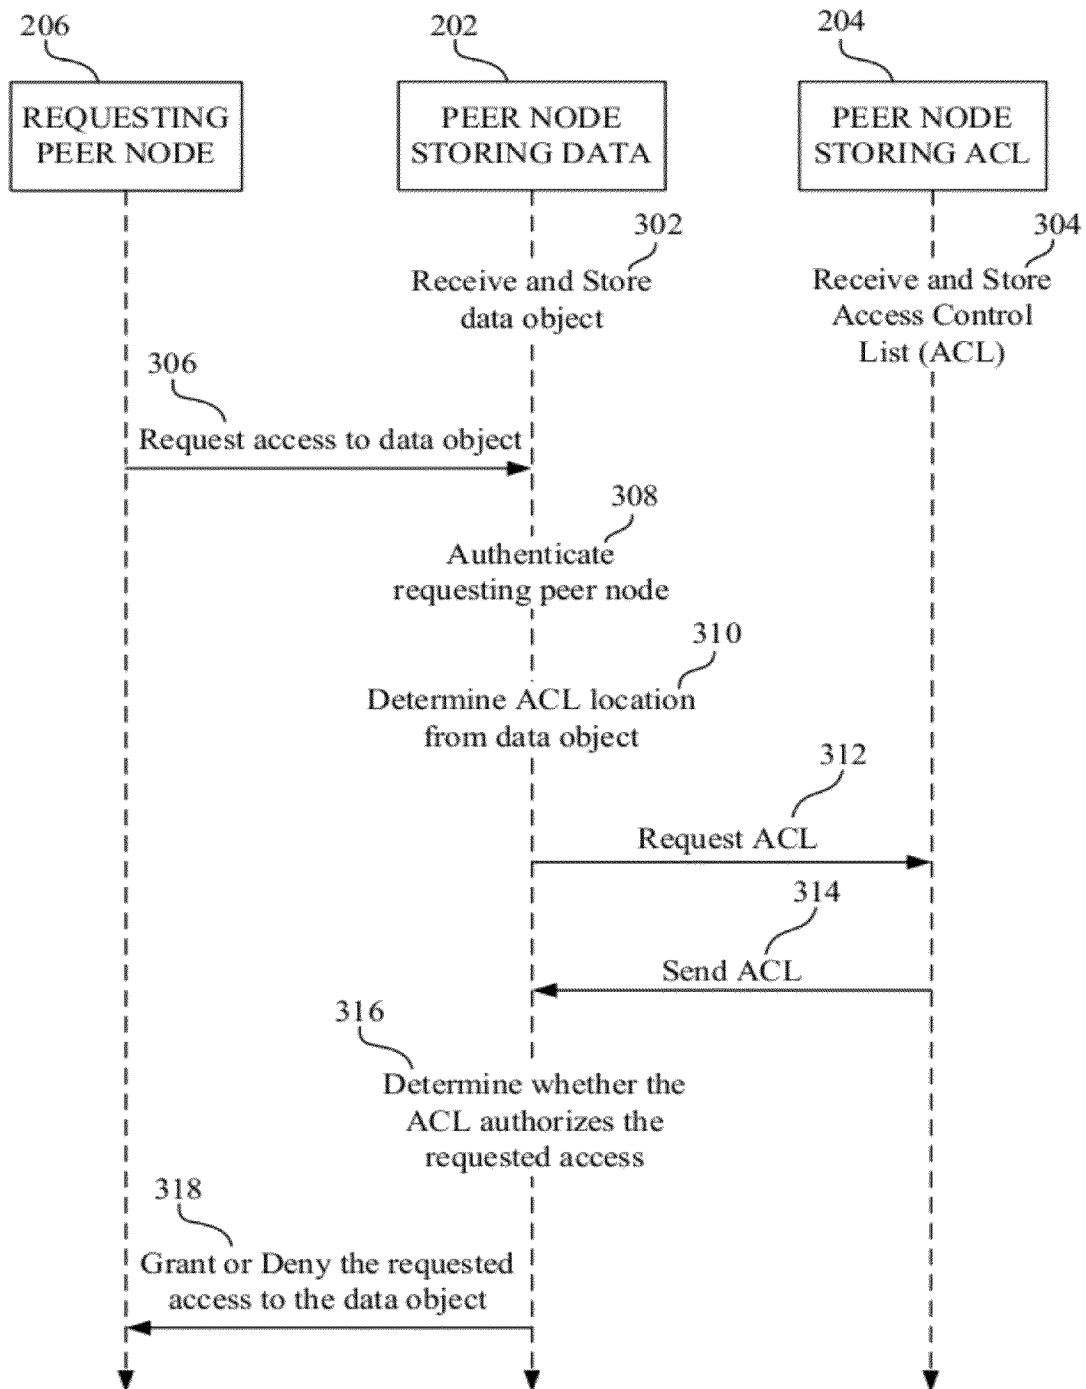 206
202
204
REQUESTING
PEER NODE
PEER NODE
STORING DATA
PEER NODE
STORING ACL
302
Receive and Store
data object
304
Receive and Store
Access Control
List (ACL)
306
Request access to data object
308
Authenticate
requesting peer node
310
Determine ACL location
from data object
312
Request ACL
314
Send ACL
316
Determine whether the
ACL authorizes the
requested access
318
Grant or Deny the requested
access to the data object